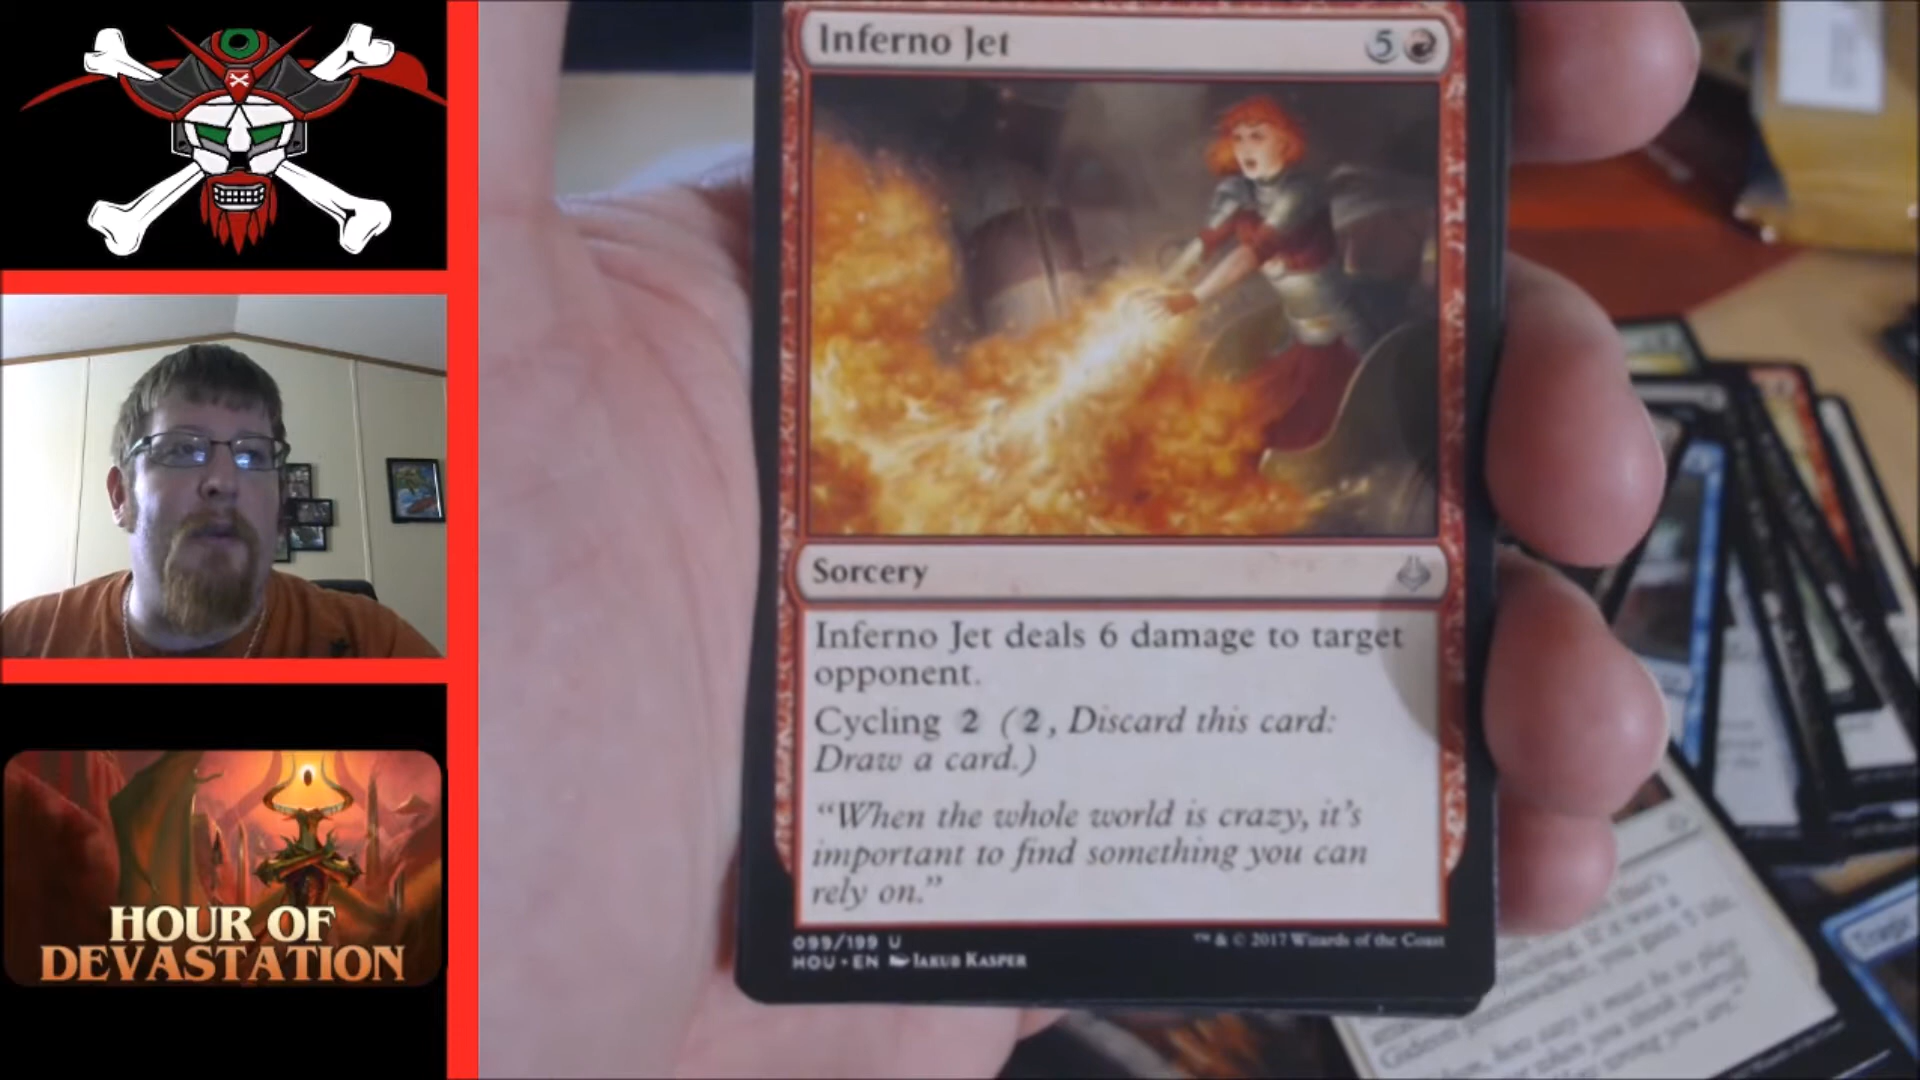 Inferno Jet 5
Sorcery
Inferno Jet deals 6 damage to target
opponent.
Cycling 2 (2, Discard this card:
Draw a card.)
"When the whole world is crazy, it's
important to find something you can
rely on."
099/199 U
HOU • EN Jakub Kasper
™ & © 2017 Wizards of the Coast
HOUR OF
DEVASTATION